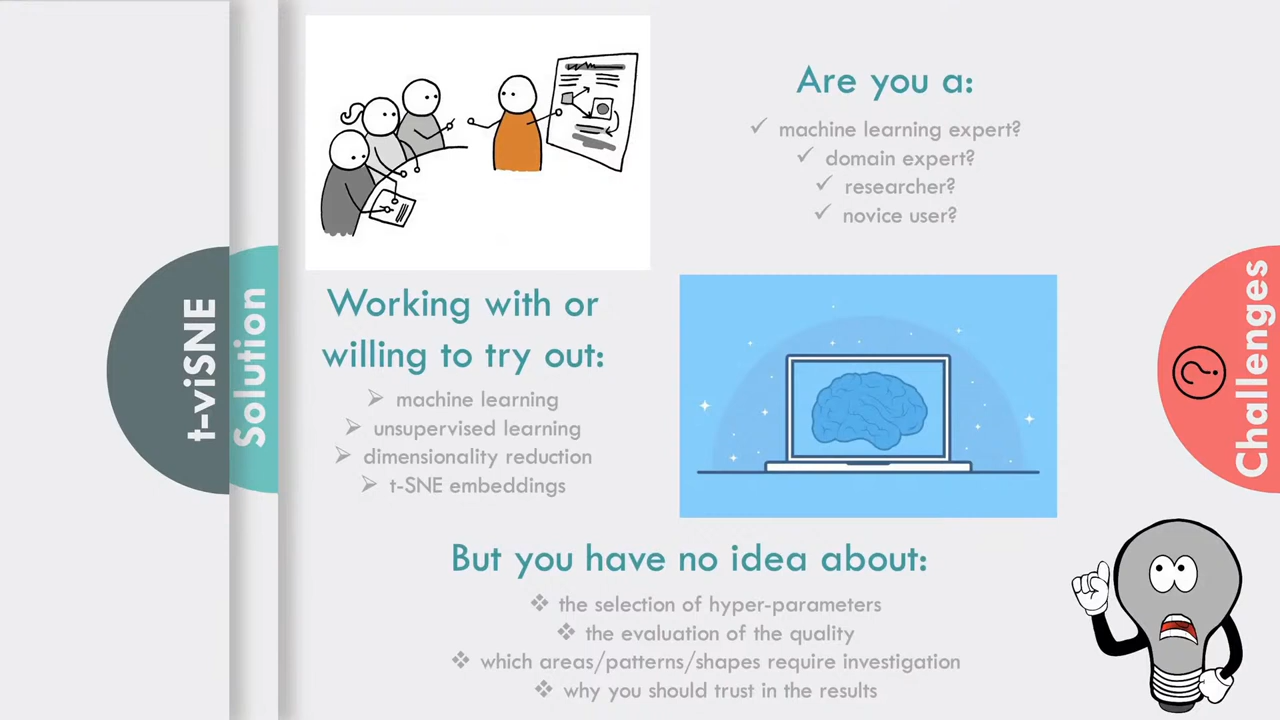 t-viSNE
Solution
Are you a:
✓ machine learning expert?
✓ domain expert?
✓ researcher?
✓ novice user?
Working with or
willing to try out:
➢ machine learning
➢ unsupervised learning
➢ dimensionality reduction
➢ t-SNE embeddings
But you have no idea about:
❖ the selection of hyper-parameters
❖ the evaluation of the quality
❖ which areas/patterns/shapes require investigation
❖ why you should trust in the results
?
Challenges